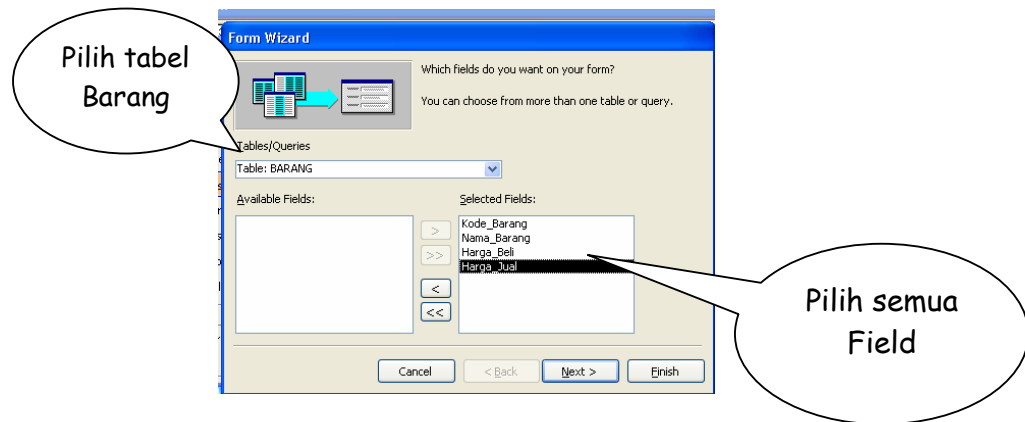 Form Wizard
Pilih tabel
Barang
Which fields do you want on your form?
You can choose from more than one table or query.
Tables/Queries
Table: BARANG
Available Fields:
Selected Fields:
>
>>
<
<<
Kode_Barang
Nama_Barang
Harga_Beli
Harga_Jual
Pilih semua
Field
Cancel
< Back
Next >
Finish